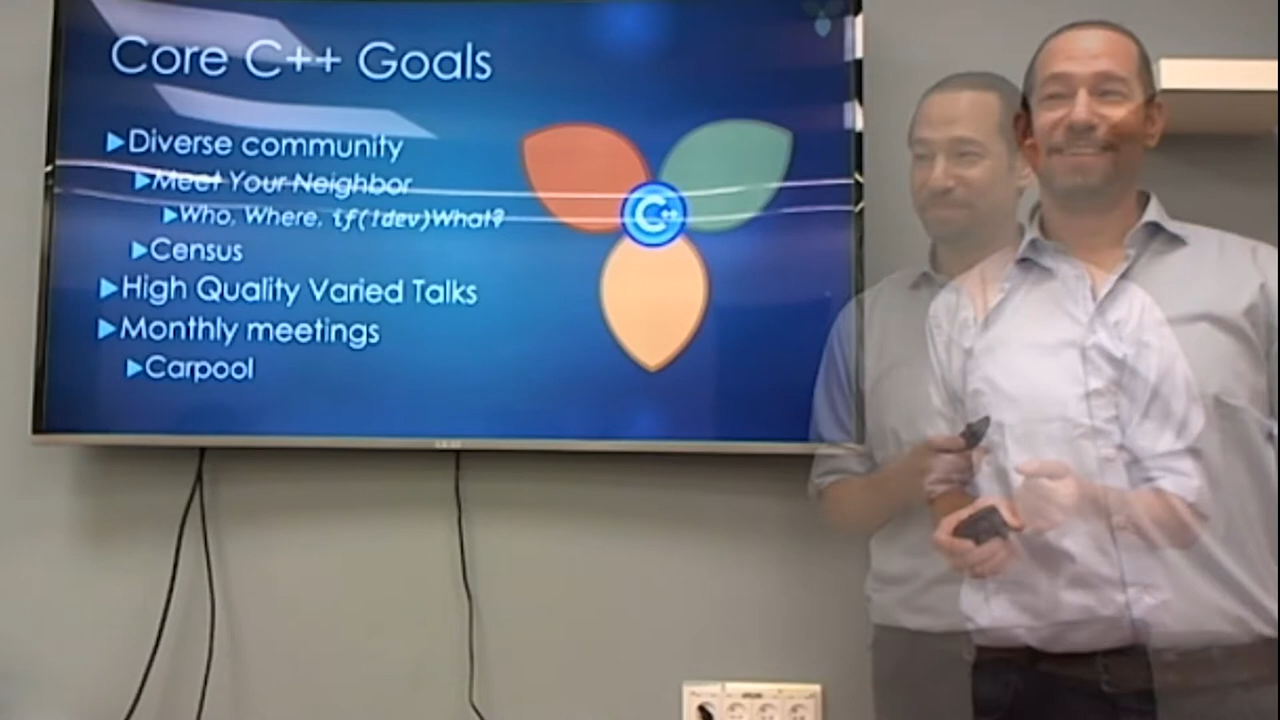 Core C++ Goals
Diverse community
Meet Your Neighbor
Who, Where, if(!dev)What?
Census
High Quality Varied Talks
Monthly meetings
Carpool
C++